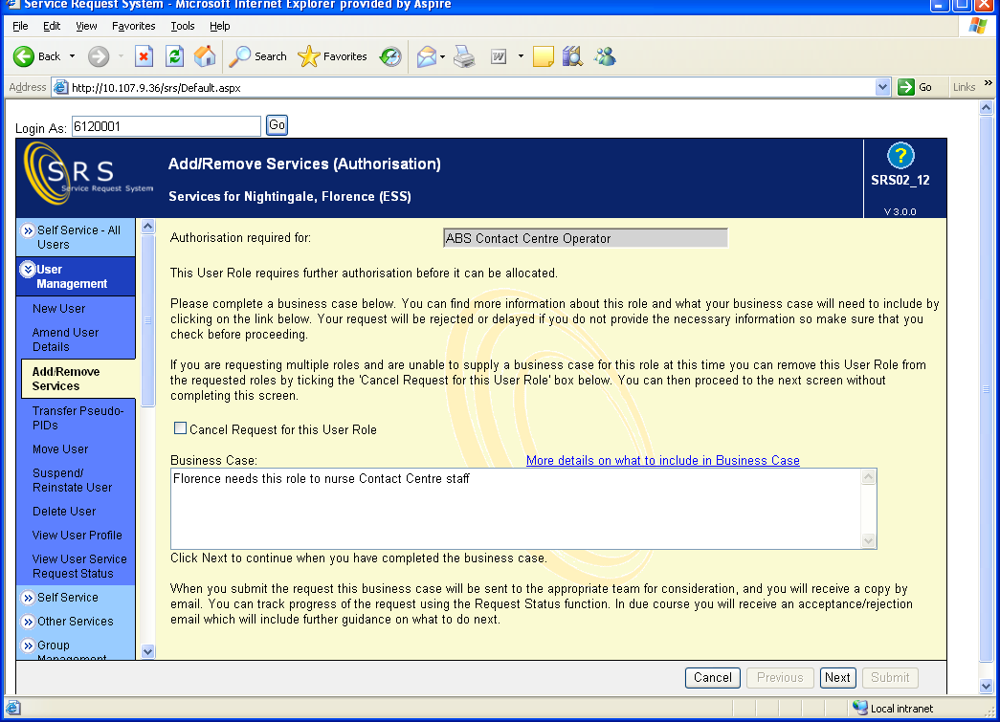 Service Request System - Microsoft Internet Explorer provided by Aspire
File Edit View Favorites Tools Help
Back Search Favorites
Address http://10.107.9.36/srs/Default.aspx Go Links »
Login As: 6120001 Go
SRS
Service Request System
Add/Remove Services (Authorisation)
Services for Nightingale, Florence (ESS)
?
SRS02_12
V 3.0.0
Self Service - All
Users
User
Management
New User
Amend User
Details
Add/Remove
Services
Transfer Pseudo-
PIDs
Move User
Suspend/
Reinstate User
Delete User
View User Profile
View User Service
Request Status
Self Service
Other Services
Group
Management
Authorisation required for: ABS Contact Centre Operator
This User Role requires further authorisation before it can be allocated.
Please complete a business case below. You can find more information about this role and what your business case will need to include by
clicking on the link below. Your request will be rejected or delayed if you do not provide the necessary information so make sure that you
check before proceeding.
If you are requesting multiple roles and are unable to supply a business case for this role at this time you can remove this User Role from
the requested roles by ticking the 'Cancel Request for this User Role' box below. You can then proceed to the next screen without
completing this screen.
Cancel Request for this User Role
Business Case: More details on what to include in Business Case
Florence needs this role to nurse Contact Centre staff
Click Next to continue when you have completed the business case.
When you submit the request this business case will be sent to the appropriate team for consideration, and you will receive a copy by
email. You can track progress of the request using the Request Status function. In due course you will receive an acceptance/rejection
email which will include further guidance on what to do next.
Cancel Previous Next Submit
Local intranet